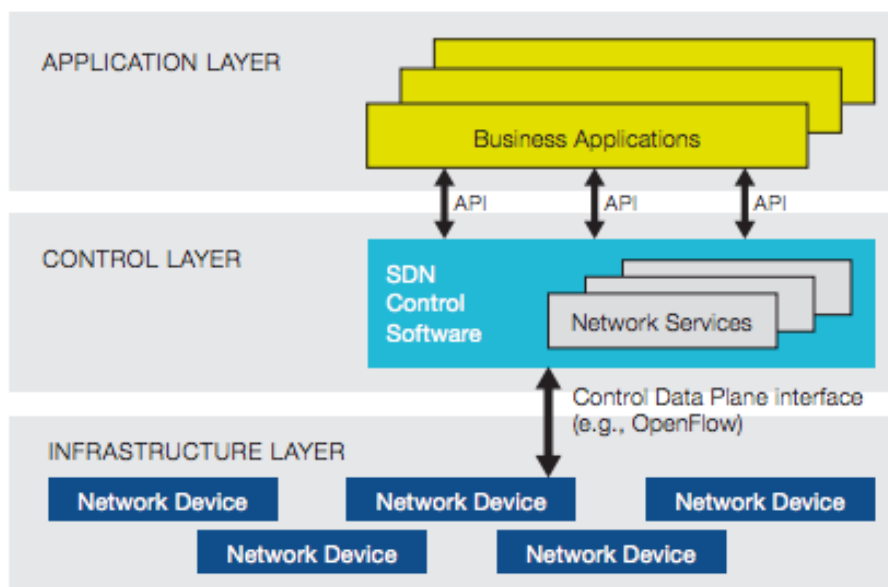 APPLICATION LAYER
Business Applications
API
API
API
CONTROL LAYER
SDN
Control
Software
Network Services
Control Data Plane interface
(e.g., OpenFlow)
INFRASTRUCTURE LAYER
Network Device
Network Device
Network Device
Network Device
Network Device